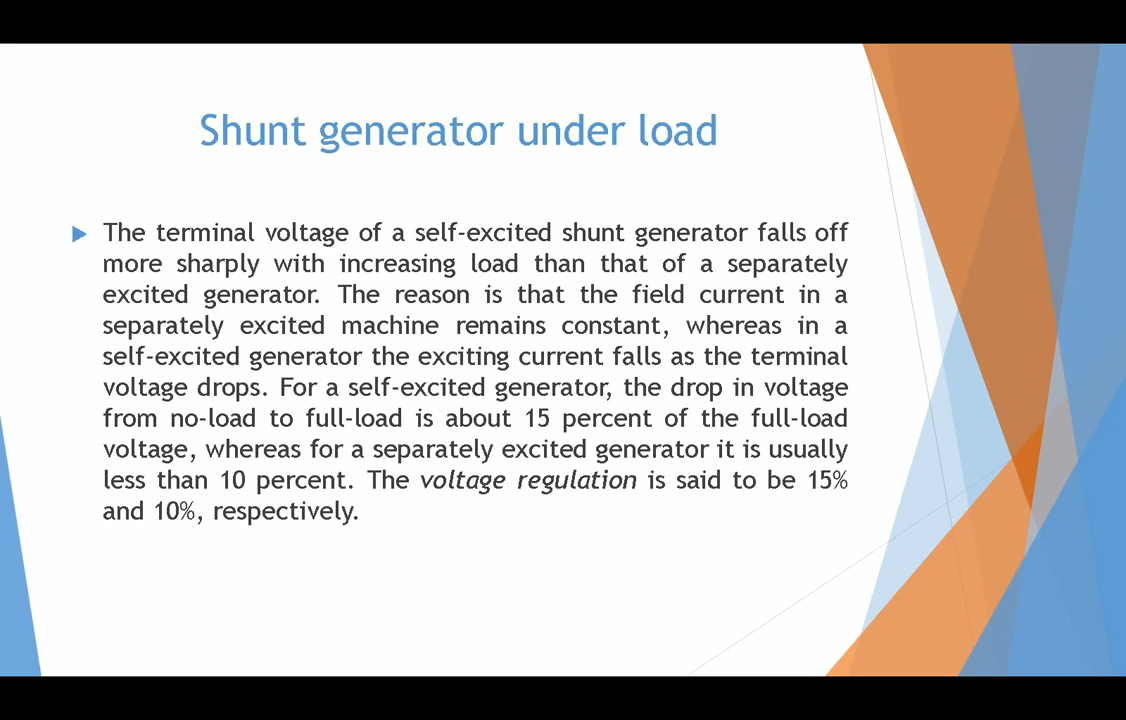 Shunt generator under load
The terminal voltage of a self-excited shunt generator falls off
more sharply with increasing load than that of a separately
excited generator. The reason is that the field current in a
separately excited machine remains constant, whereas in a
self-excited generator the exciting current falls as the terminal
voltage drops. For a self-excited generator, the drop in voltage
from no-load to full-load is about 15 percent of the full-load
voltage, whereas for a separately excited generator it is usually
less than 10 percent. The voltage regulation is said to be 15%
and 10%, respectively.